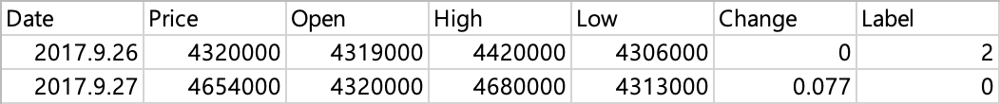 Date Price Open High Low Change Label
2017.9.26 4320000 4319000 4420000 4306000 0 2
2017.9.27 4654000 4320000 4680000 4313000 0.077 0